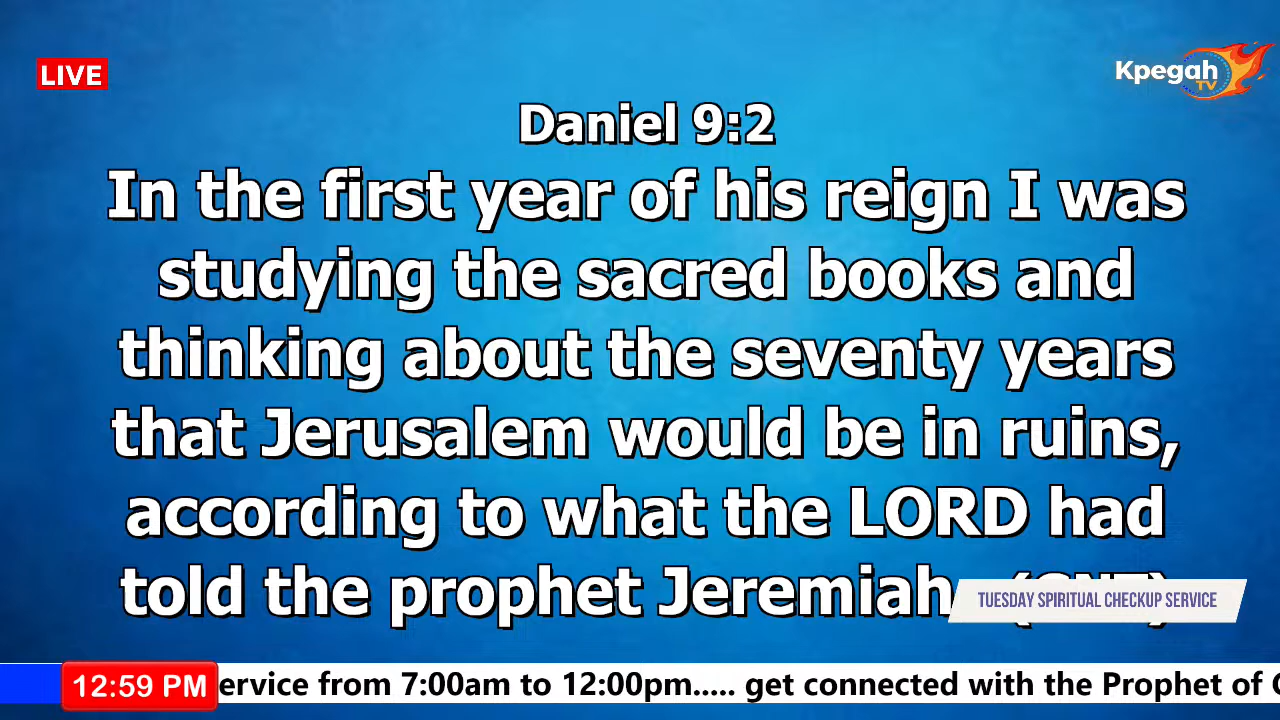 LIVE
Kpegah
TV
Daniel 9:2
In the first year of his reign I was
studying the sacred books and
thinking about the seventy years
that Jerusalem would be in ruins,
according to what the LORD had
told the prophet Jeremiah
TUESDAY SPIRITUAL CHECKUP SERVICE
12:59 PM
ervice from 7:00am to 12:00pm..... get connected with the Prophet of